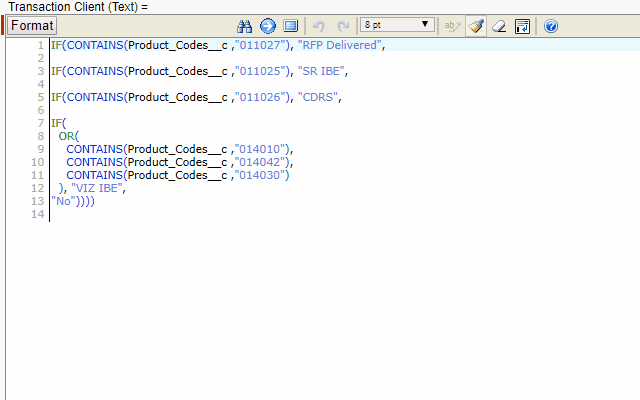 Transaction Client (Text) =
Format
8 pt
1 IF(CONTAINS(Product_Codes__c ,"011027"), "RFP Delivered",
2
3 IF(CONTAINS(Product_Codes__c ,"011025"), "SR IBE",
4
5 IF(CONTAINS(Product_Codes__c ,"011026"), "CDRS",
6
7 IF(
8 OR(
9 CONTAINS(Product_Codes__c ,"014010"),
10 CONTAINS(Product_Codes__c ,"014042"),
11 CONTAINS(Product_Codes__c ,"014030")
12 ), "VIZ IBE",
13 "No"))))
14